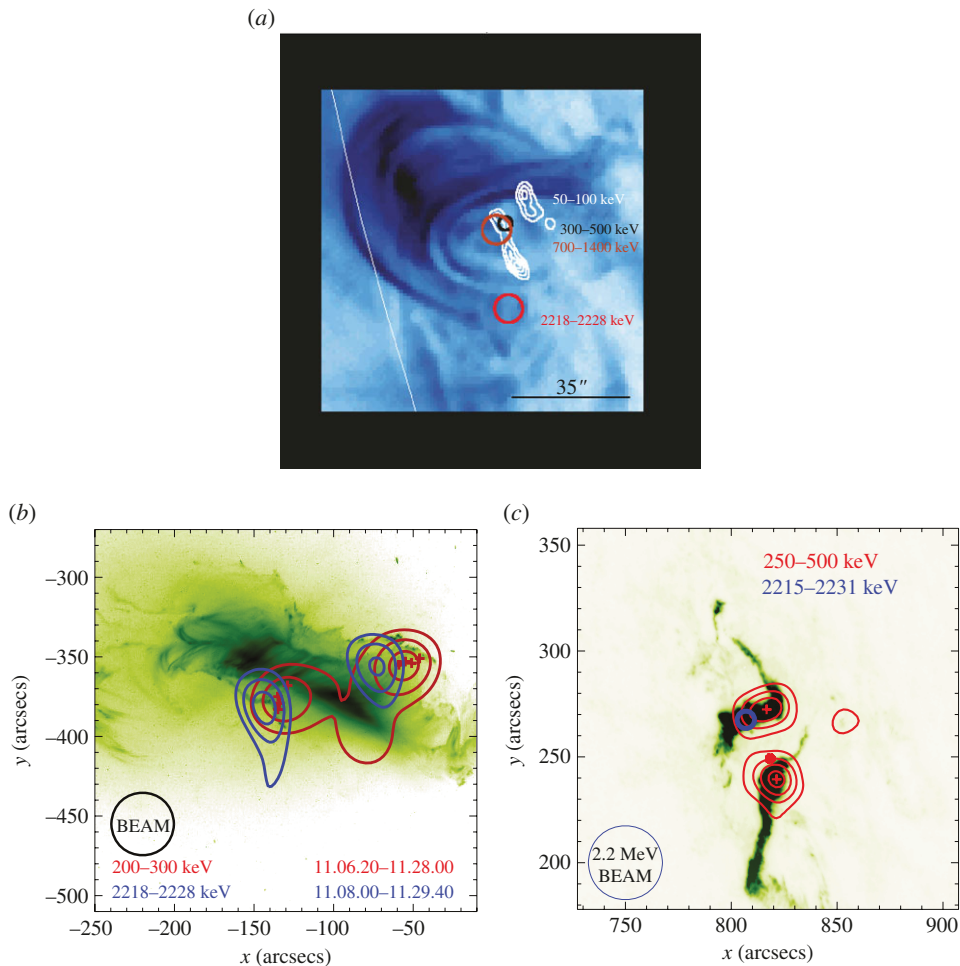 (a)
50–100 keV
300–500 keV
700–1400 keV
2218–2228 keV
35″
(b)
y (arcsecs)
–300
–350
–400
–450
–500
BEAM
200–300 keV 11.06.20–11.28.00
2218–2228 keV 11.08.00–11.29.40
–250 –200 –150 –100 –50
x (arcsecs)
(c)
y (arcsecs)
350
300
250
200
250–500 keV
2215–2231 keV
2.2 MeV
BEAM
750 800 850 900
x (arcsecs)